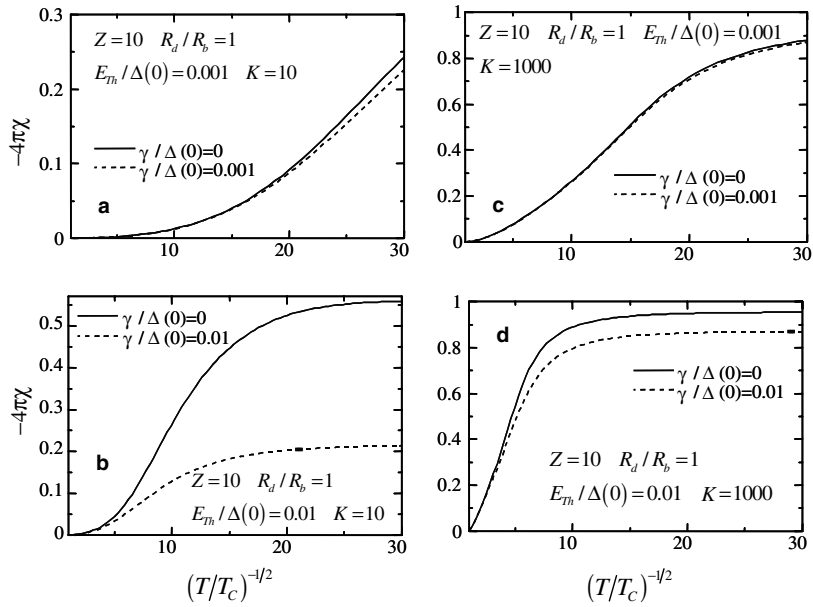 0.3
0.2
0.1
0
10
20
30
−4πχ
Z = 10 R_d / R_b = 1
E_Th / Δ(0) = 0.001 K = 10
γ / Δ(0)=0
γ / Δ(0)=0.001
a
1
0.8
0.6
0.4
0.2
0
10
20
30
Z = 10 R_d / R_b = 1 E_Th / Δ(0) = 0.001
K = 1000
γ / Δ(0)=0
γ / Δ(0)=0.001
c
0.5
0.4
0.3
0.2
0.1
0
10
20
30
−4πχ
γ / Δ(0)=0
γ / Δ(0)=0.01
b
Z = 10 R_d / R_b = 1
E_Th / Δ(0) = 0.01 K = 10
(T/T_C)^{−1/2}
1
0.8
0.6
0.4
0.2
0
10
20
30
d
γ / Δ(0)=0
γ / Δ(0)=0.01
Z = 10 R_d / R_b = 1
E_Th / Δ(0) = 0.01 K = 1000
(T/T_C)^{−1/2}